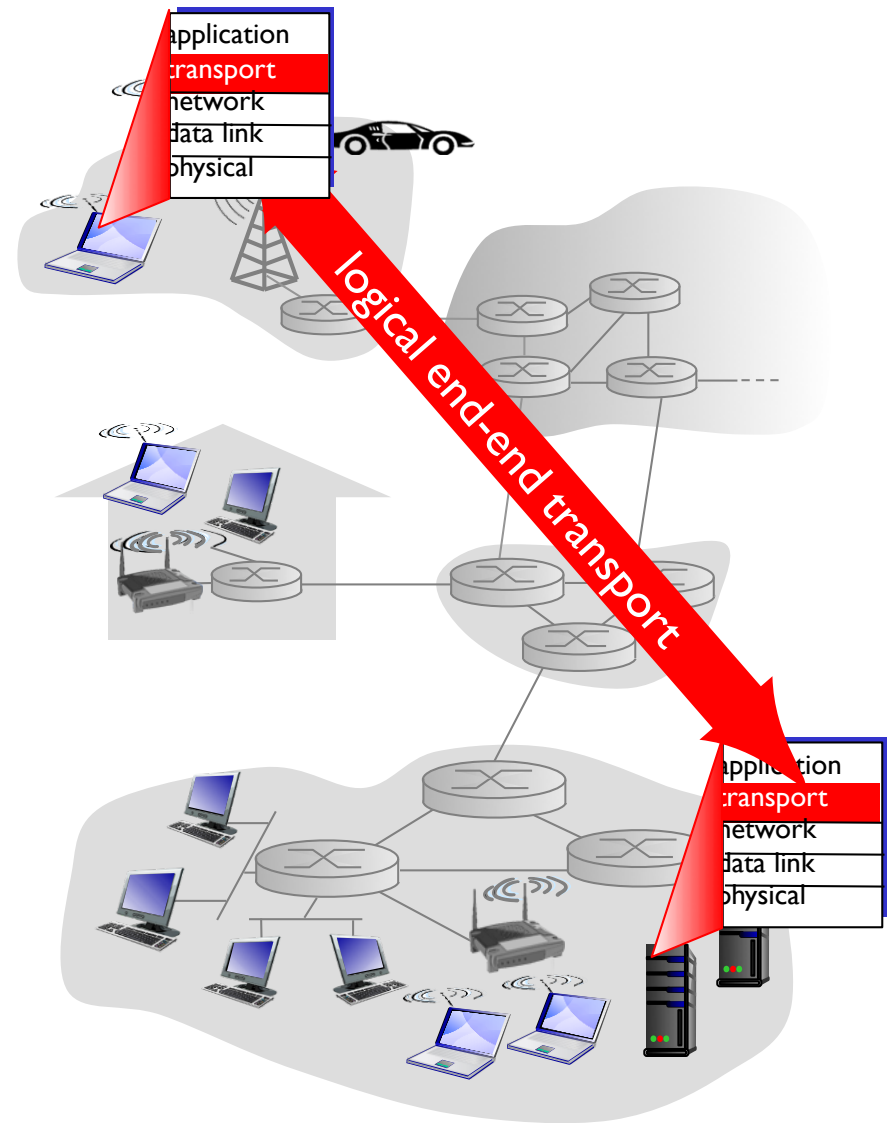 application
transport
network
data link
physical
logical end-end transport
application
transport
network
data link
physical